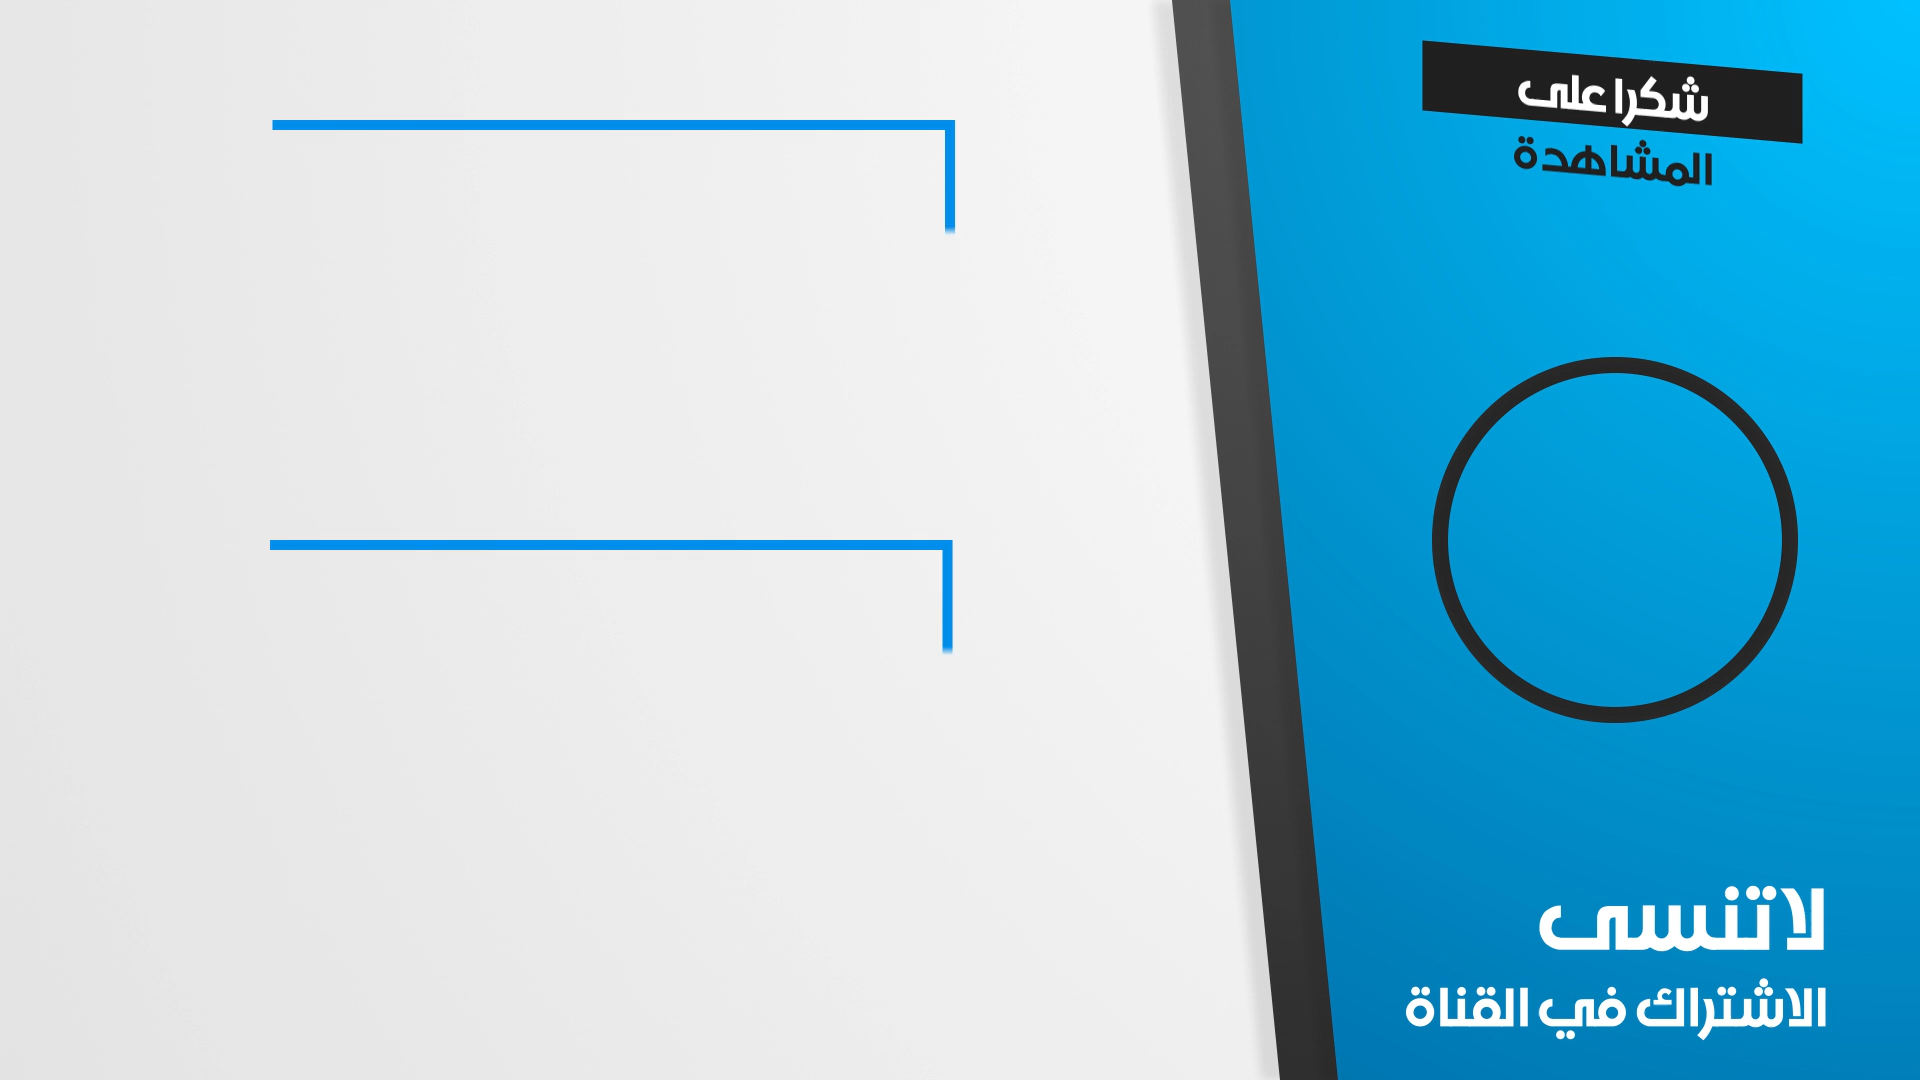 شكرا على
المشاهدة
لاتنسى
الاشتراك في القناة